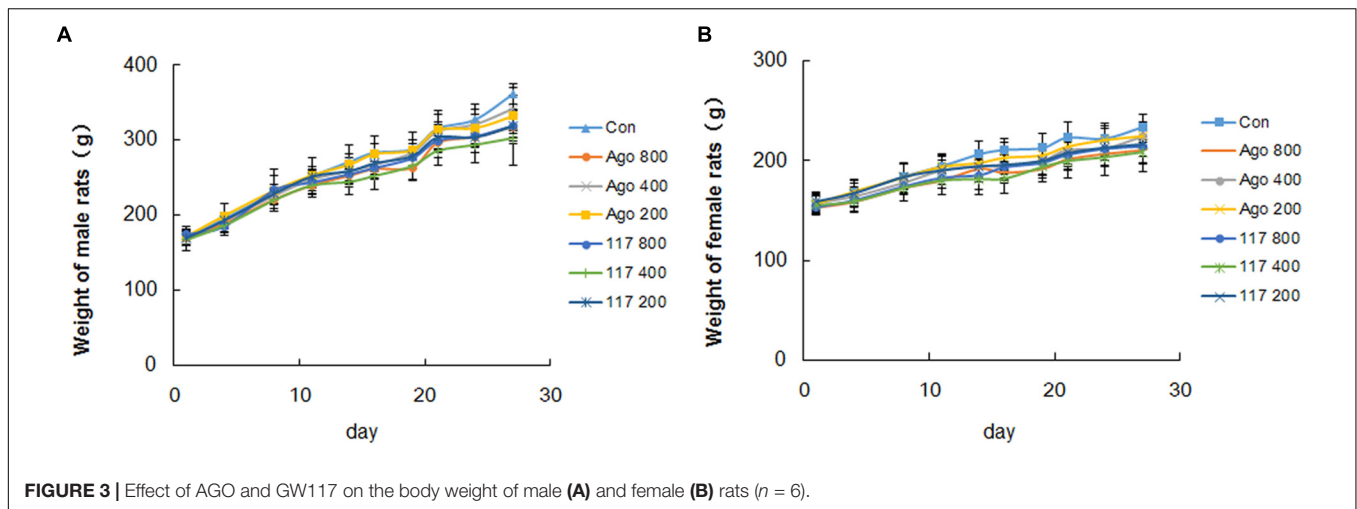 A
Weight of male rats (g)
400
300
200
100
0
0 10 20 30
day
Con
Ago 800
Ago 400
Ago 200
117 800
117 400
117 200
B
Weight of female rats (g)
300
200
100
0
0 10 20 30
day
Con
Ago 800
Ago 400
Ago 200
117 800
117 400
117 200
FIGURE 3 | Effect of AGO and GW117 on the body weight of male (A) and female (B) rats (n = 6).